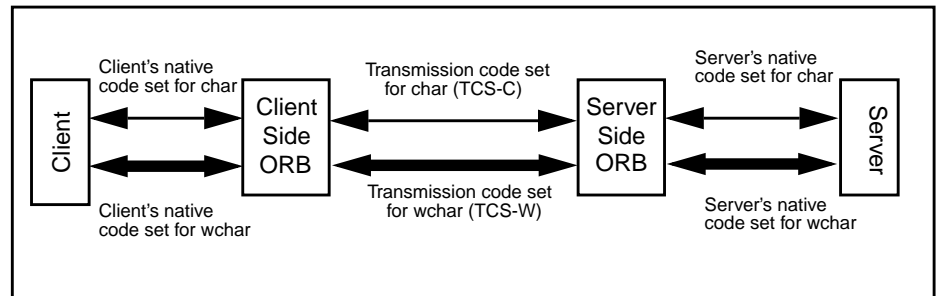 Client's native
code set for char
Transmission code set
for char (TCS-C)
Server's native
code set for char
Client
Client
Side
ORB
Server
Side
ORB
Server
Client's native
code set for wchar
Transmission code set
for wchar (TCS-W)
Server's native
code set for wchar